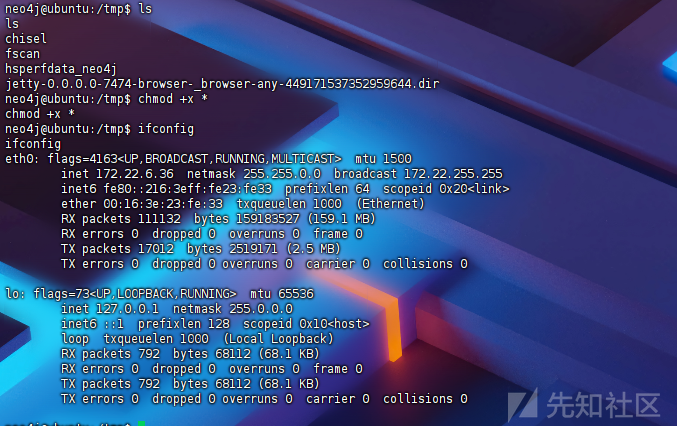 neo4j@ubuntu:/tmp$ ls
ls
chisel
fscan
hsperfdata_neo4j
jetty-0.0.0.0-7474-browser-_browser-any-449171537352959644.dir
neo4j@ubuntu:/tmp$ chmod +x *
chmod +x *
neo4j@ubuntu:/tmp$ ifconfig
ifconfig
eth0: flags=4163<UP,BROADCAST,RUNNING,MULTICAST>  mtu 1500
inet 172.22.6.36  netmask 255.255.0.0  broadcast 172.22.255.255
inet6 fe80::216:3eff:fe23:fe33  prefixlen 64  scopeid 0x20<link>
ether 00:16:3e:23:fe:33  txqueuelen 1000  (Ethernet)
RX packets 111132  bytes 159183527 (159.1 MB)
RX errors 0  dropped 0  overruns 0  frame 0
TX packets 17012  bytes 2519171 (2.5 MB)
TX errors 0  dropped 0 overruns 0  carrier 0  collisions 0
lo: flags=73<UP,LOOPBACK,RUNNING>  mtu 65536
inet 127.0.0.1  netmask 255.0.0.0
inet6 ::1  prefixlen 128  scopeid 0x10<host>
loop  txqueuelen 1000  (Local Loopback)
RX packets 792  bytes 68112 (68.1 KB)
RX errors 0  dropped 0  overruns 0  frame 0
TX packets 792  bytes 68112 (68.1 KB)
TX errors 0  dropped 0 overruns 0  carrier 0  collisions 0
neo4j@ubuntu:/tmp$
先知社区